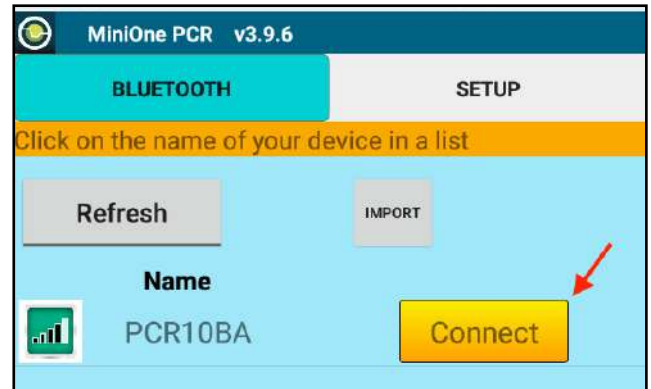 MiniOne PCR v3.9.6
BLUETOOTH SETUP
Click on the name of your device in a list
Refresh IMPORT
Name
PCR10BA Connect